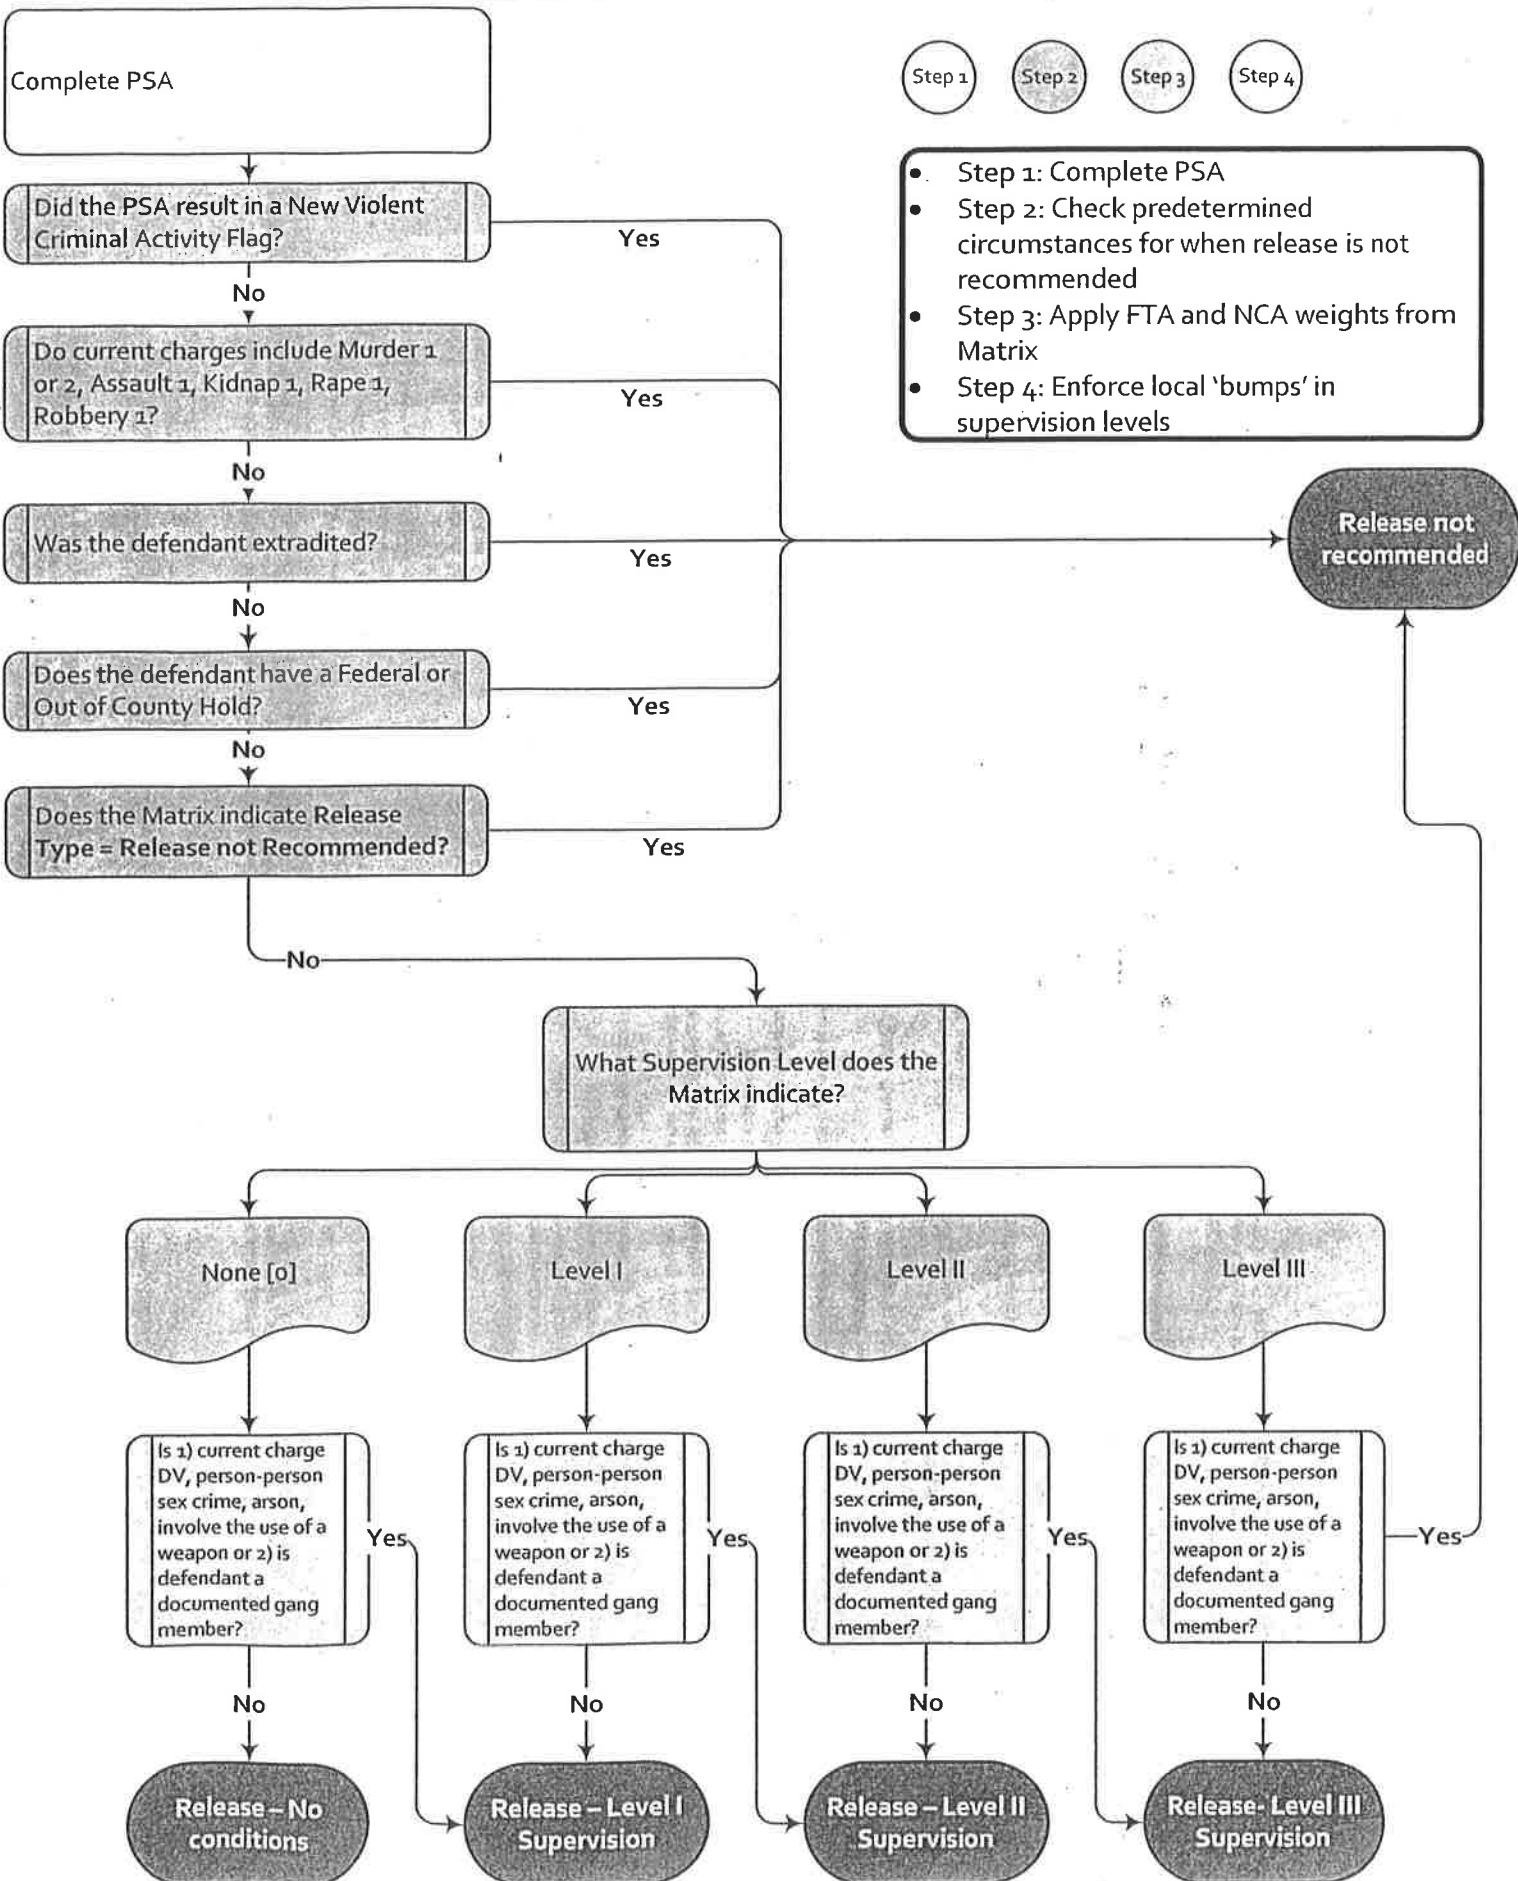 Complete PSA
Step 1
Step 2
Step 3
Step 4
• Step 1: Complete PSA
• Step 2: Check predetermined
circumstances for when release is not
recommended
• Step 3: Apply FTA and NCA weights from
Matrix
• Step 4: Enforce local ‘bumps’ in
supervision levels
Did the PSA result in a New Violent
Criminal Activity Flag?
Yes
No
Do current charges include Murder 1
or 2, Assault 1, Kidnap 1, Rape 1,
Robbery 1?
Yes
No
Was the defendant extradited?
Yes
Release not
recommended
No
Does the defendant have a Federal or
Out of County Hold?
Yes
No
Does the Matrix indicate Release
Type = Release not Recommended?
Yes
No
What Supervision Level does the
Matrix indicate?
None [0]
Level I
Level II
Level III
Is 1) current charge
DV, person-person
sex crime, arson,
involve the use of a
weapon or 2) is
defendant a
documented gang
member?
Yes
Is 1) current charge
DV, person-person
sex crime, arson,
involve the use of a
weapon or 2) is
defendant a
documented gang
member?
Yes
Is 1) current charge
DV, person-person
sex crime, arson,
involve the use of a
weapon or 2) is
defendant a
documented gang
member?
Yes
Is 1) current charge
DV, person-person
sex crime, arson,
involve the use of a
weapon or 2) is
defendant a
documented gang
member?
Yes
No
No
No
No
Release – No
conditions
Release – Level I
Supervision
Release – Level II
Supervision
Release- Level III
Supervision